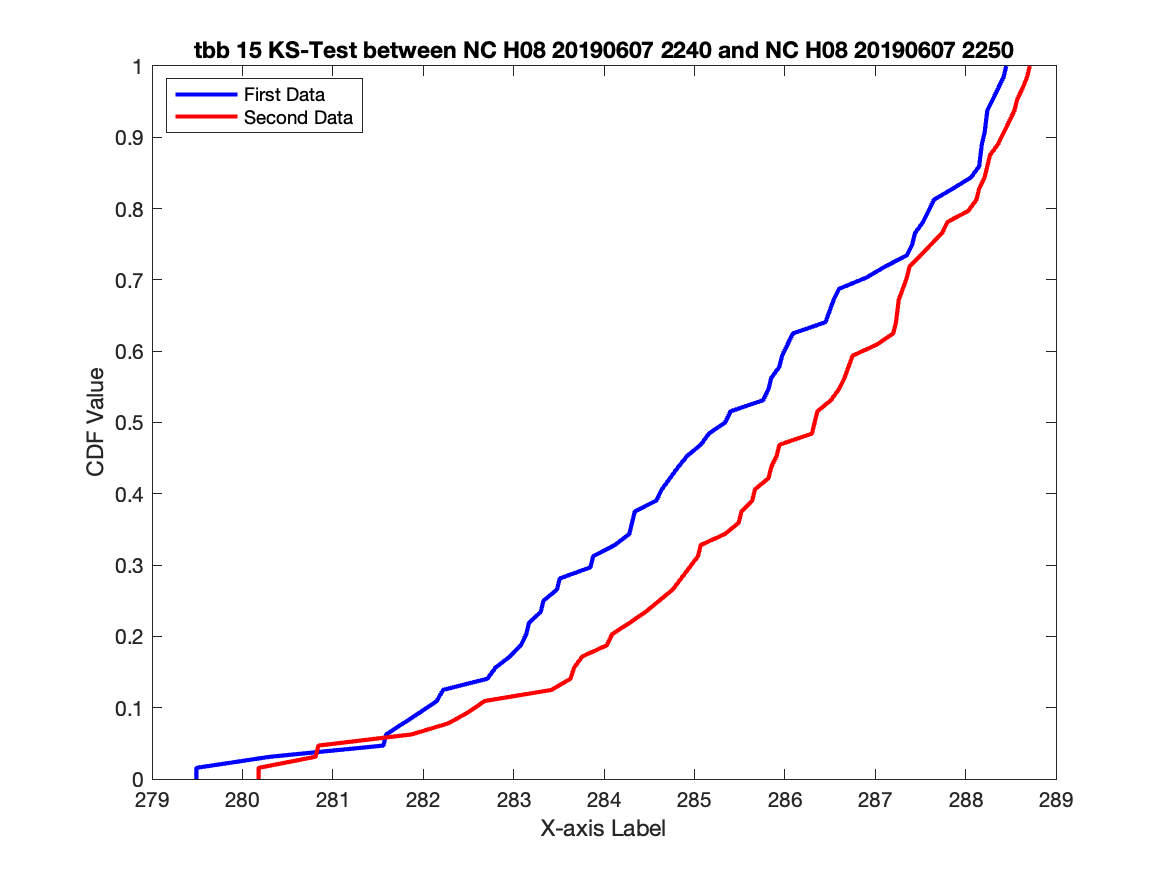 tbb 15 KS-Test between NC H08 20190607 2240 and NC H08 20190607 2250
First Data
Second Data
1
0.9
0.8
0.7
0.6
0.5
0.4
0.3
0.2
0.1
0
CDF Value
279 280 281 282 283 284 285 286 287 288 289
X-axis Label